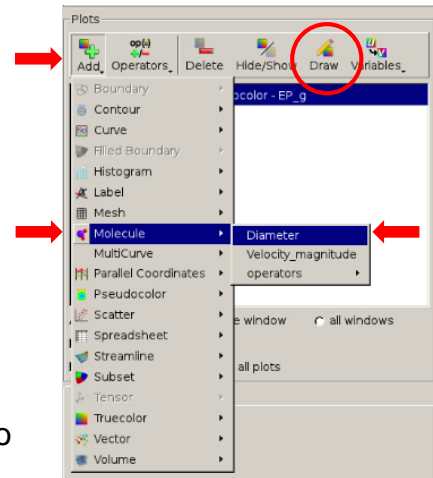 Plots
op(x)
Add Operators Delete Hide/Show Draw Variables
Boundary
ocolor - EP_g
Contour
Curve
Filled Boundary
Histogram
Label
Mesh
Molecule
Diameter
MultiCurve
Velocity_magnitude
Parallel Coordinates
operators
Pseudocolor
Scatter
e window all windows
Spreadsheet
Streamline
all plots
Subset
Tensor
Truecolor
o
Vector
Volume